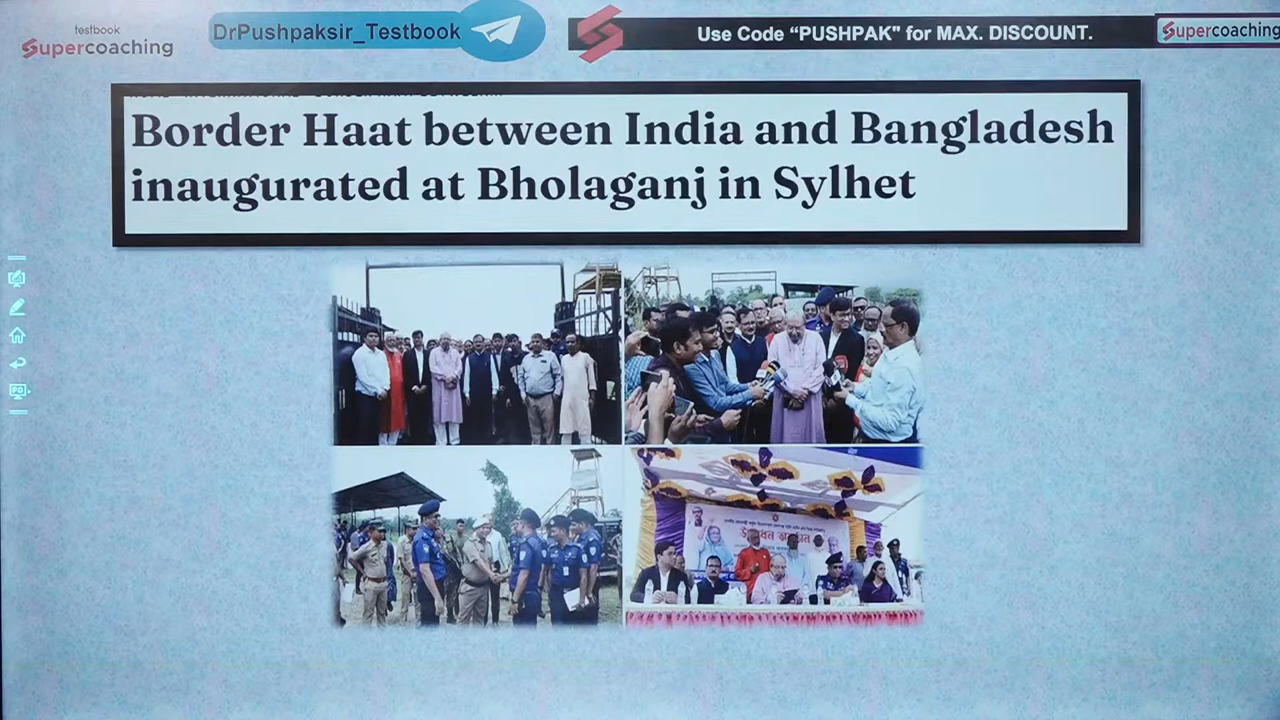 testbook
Supercoaching
DrPushpaksir_Testbook
Use Code “PUSHPAK" for MAX. DISCOUNT.
Supercoaching
Border Haat between India and Bangladesh
inaugurated at Bholaganj in Sylhet